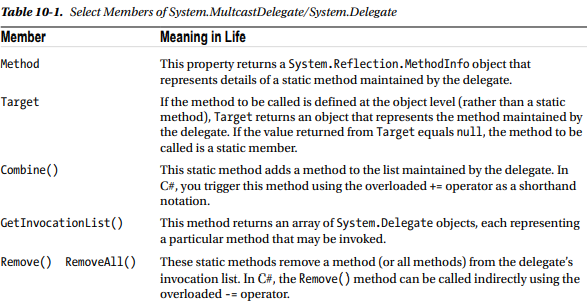 Table 10-1. Select Members of System.MultcastDelegate/System.Delegate
Member Meaning in Life
Method This property returns a System.Reflection.MethodInfo object that
represents details of a static method maintained by the delegate.
Target If the method to be called is defined at the object level (rather than a static
method), Target returns an object that represents the method maintained by
the delegate. If the value returned from Target equals null, the method to be
called is a static member.
Combine() This static method adds a method to the list maintained by the delegate. In
C#, you trigger this method using the overloaded += operator as a shorthand
notation.
GetInvocationList() This method returns an array of System.Delegate objects, each representing
a particular method that may be invoked.
Remove() RemoveAll() These static methods remove a method (or all methods) from the delegate's
invocation list. In C#, the Remove() method can be called indirectly using the
overloaded -= operator.